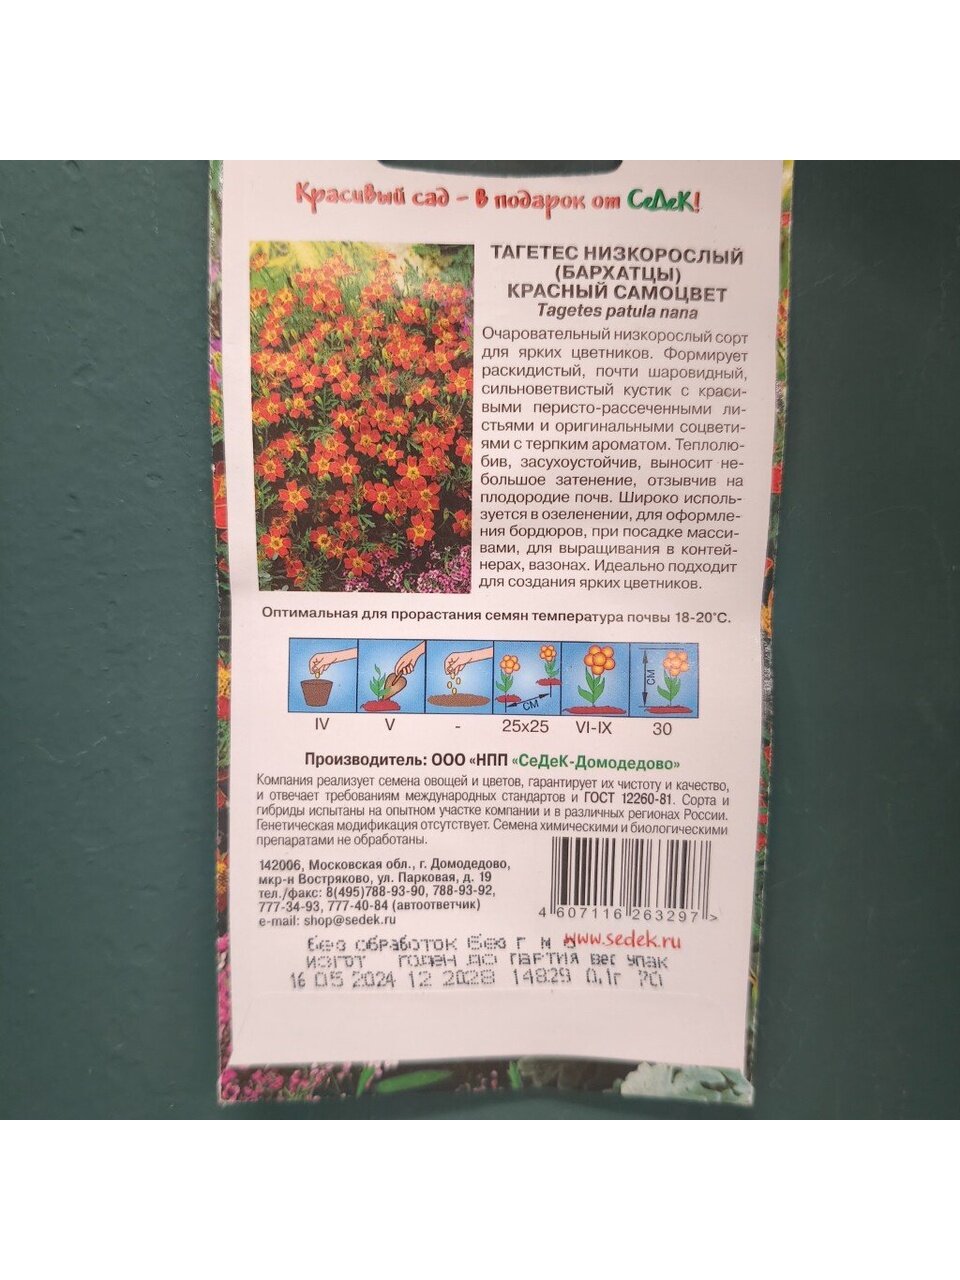 Красивый сад – в подарок от СеДеК!
ТАГЕТЕС НИЗКОРОСЛЫЙ
(БАРХАТЦЫ)
КРАСНЫЙ САМОЦВЕТ
Tagetes patula nana
Очаровательный низкорослый сорт
для ярких цветников. Формирует
раскидистый, почти шаровидный,
сильноветвистый кустик с краси-
выми перисто-рассеченными ли-
стьями и оригинальными соцвети-
ями с терпким ароматом. Теплолю-
бив, засухоустойчив, выносит не-
большое затенение, отзывчив на
плодородие почв. Широко исполь-
зуется в озеленении, для оформле-
ния бордюров, при посадке масси-
вами, для выращивания в контей-
нерах, вазонах. Идеально подходит
для создания ярких цветников.
Оптимальная для прорастания семян температура почвы 18-20°С.
СМ СМ
IV V - 25x25 VI-IX 30
Производитель: ООО «НПП «СеДеК-Домодедово»
Компания реализует семена овощей и цветов, гарантирует их чистоту и качество,
и отвечает требованиям международных стандартов и ГОСТ 12260-81. Сорта и
гибриды испытаны на опытном участке компании и в различных регионах России.
Генетическая модификация отсутствует. Семена химическими и биологическими
препаратами не обработаны.
142006, Московская обл., г. Домодедово,
мкр-н Востряково, ул. Парковая, д. 19
тел./факс: 8(495)788-93-90, 788-93-92,
777-34-93, 777-40-84 (автоответчик)
e-mail: shop@sedek.ru
4 607116 263297 >
www.sedek.ru
без обработок без г м о
изгот годен до партия вес упак
16 05 2024 12 2028 14829 0,1г